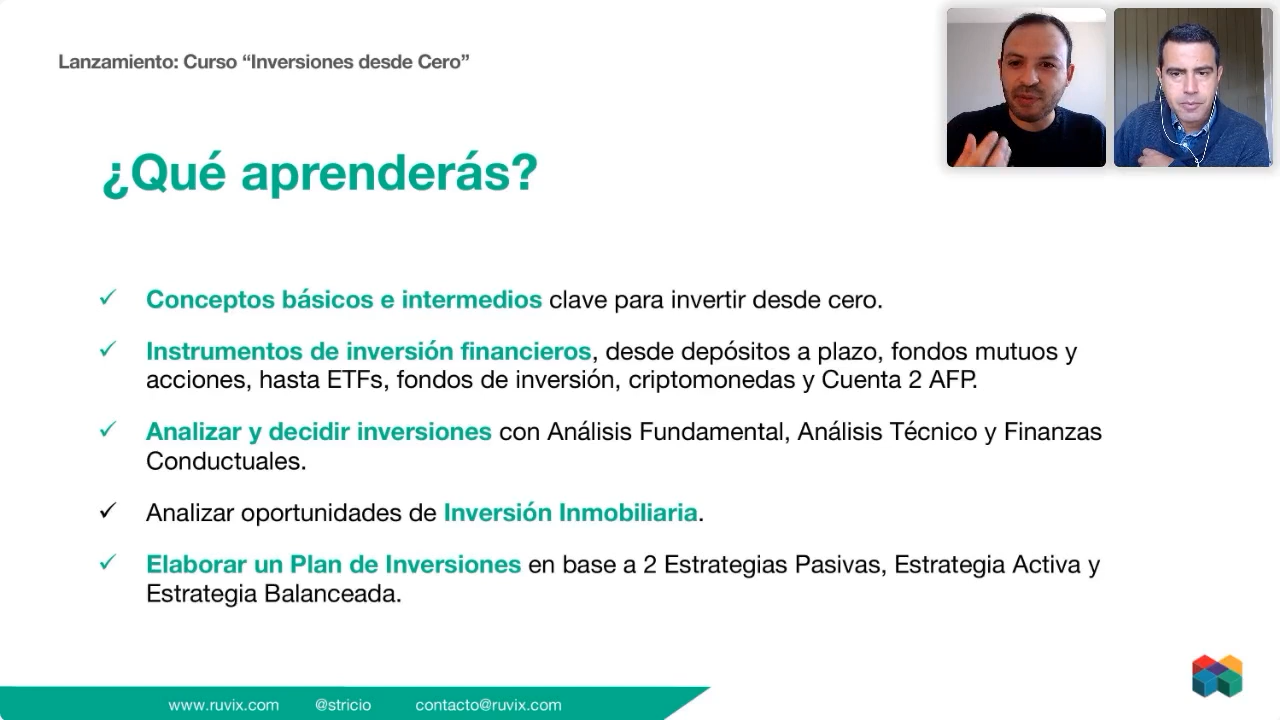 Lanzamiento: Curso “Inversiones desde Cero”
¿Qué aprenderás?
✓ Conceptos básicos e intermedios clave para invertir desde cero.
✓ Instrumentos de inversión financieros, desde depósitos a plazo, fondos mutuos y
acciones, hasta ETFs, fondos de inversión, criptomonedas y Cuenta 2 AFP.
✓ Analizar y decidir inversiones con Análisis Fundamental, Análisis Técnico y Finanzas
Conductuales.
✓ Analizar oportunidades de Inversión Inmobiliaria.
✓ Elaborar un Plan de Inversiones en base a 2 Estrategias Pasivas, Estrategia Activa y
Estrategia Balanceada.
www.ruvix.com @stricio contacto@ruvix.com